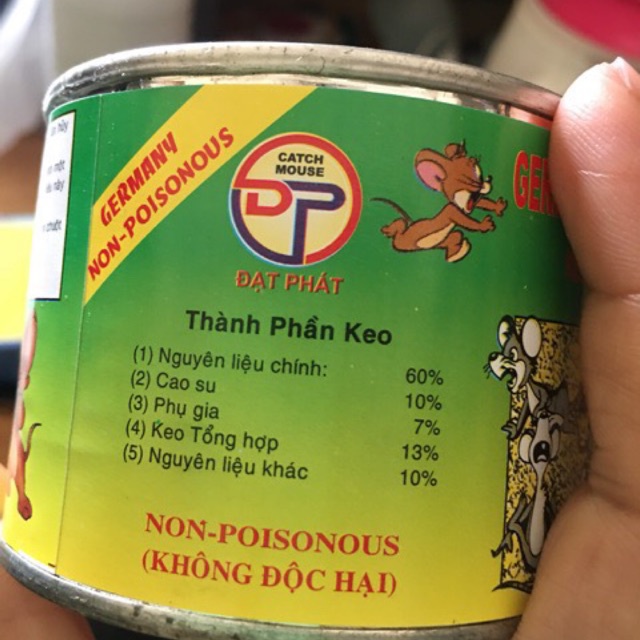 GERMANY
NON-POISONOUS
CATCH
MOUSE
DP
ĐẠT PHÁT
Thành Phần Keo
(1) Nguyên liệu chính: 60%
(2) Cao su 10%
(3) Phụ gia 7%
(4) Keo Tổng hợp 13%
(5) Nguyên liệu khác 10%
NON-POISONOUS
(KHÔNG ĐỘC HẠI)